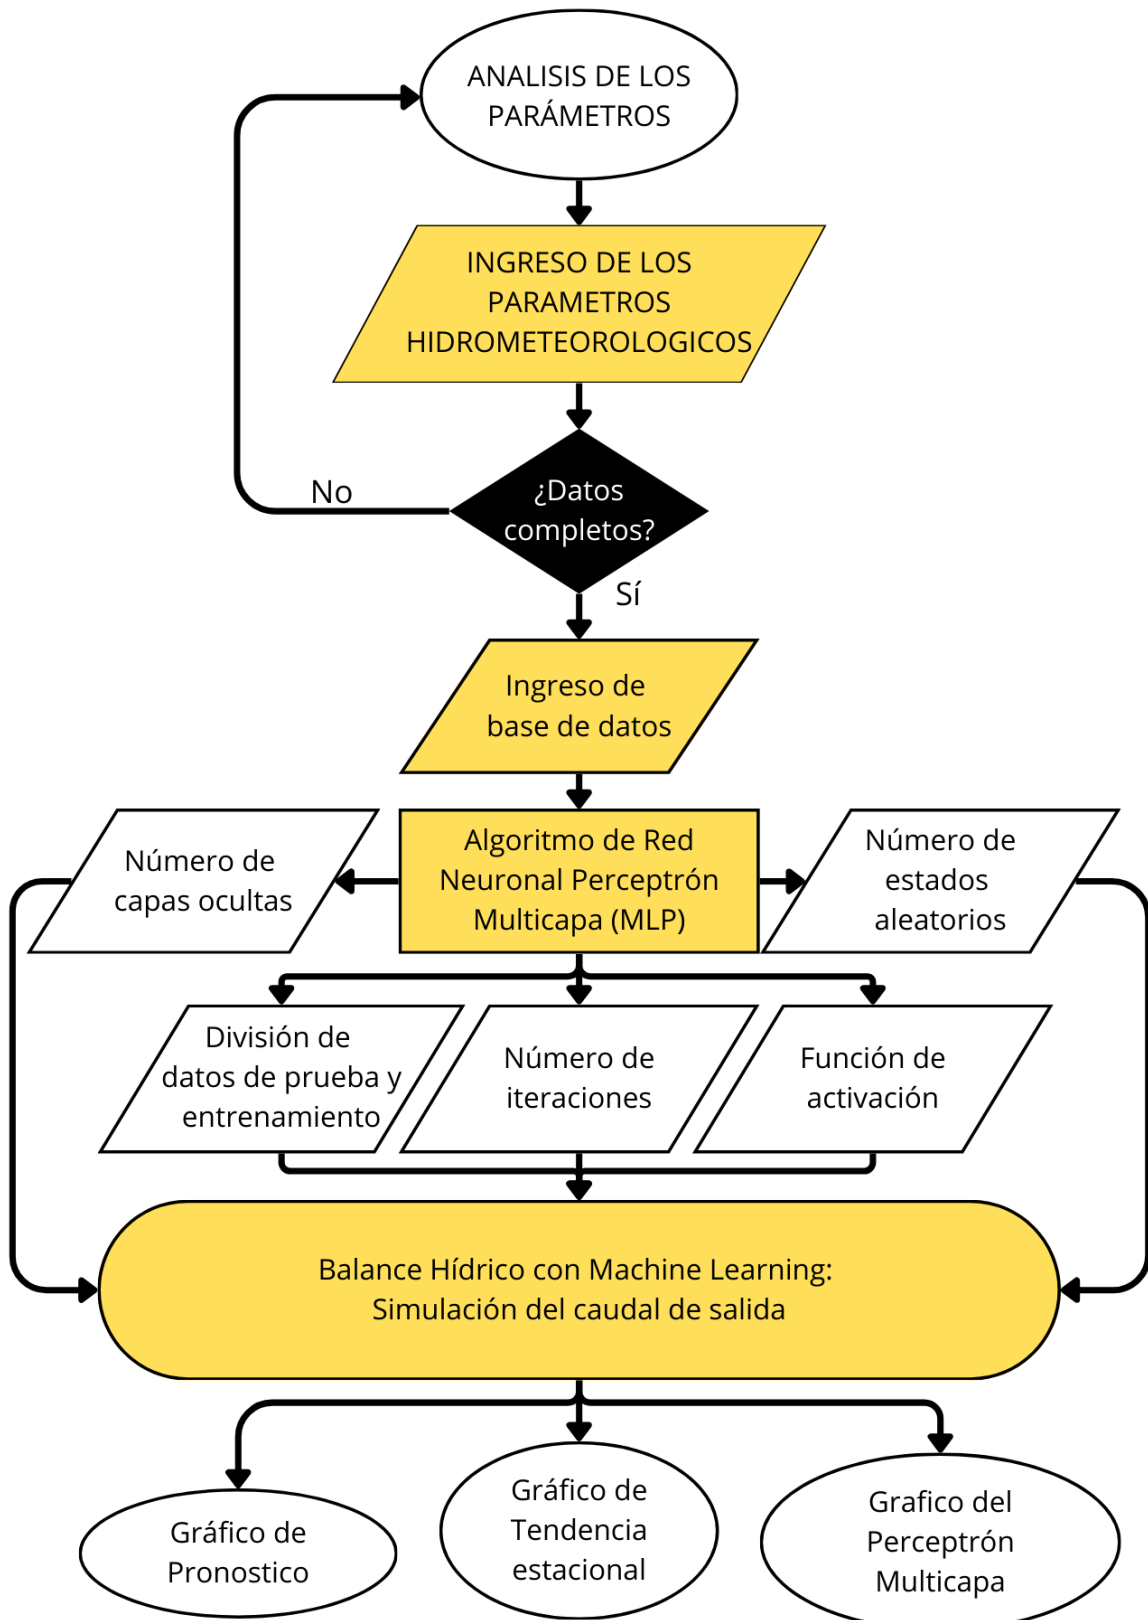 ANALISIS DE LOS
PARÁMETROS
INGRESO DE LOS
PARAMETROS
HIDROMETEOROLOGICOS
¿Datos
completos?
No
Sí
Ingreso de
base de datos
Número de
capas ocultas
Algoritmo de Red
Neuronal Perceptrón
Multicapa (MLP)
Número de
estados
aleatorios
División de
datos de prueba y
entrenamiento
Número de
iteraciones
Función de
activación
Balance Hídrico con Machine Learning:
Simulación del caudal de salida
Gráfico de
Pronostico
Gráfico de
Tendencia
estacional
Grafico del
Perceptrón
Multicapa